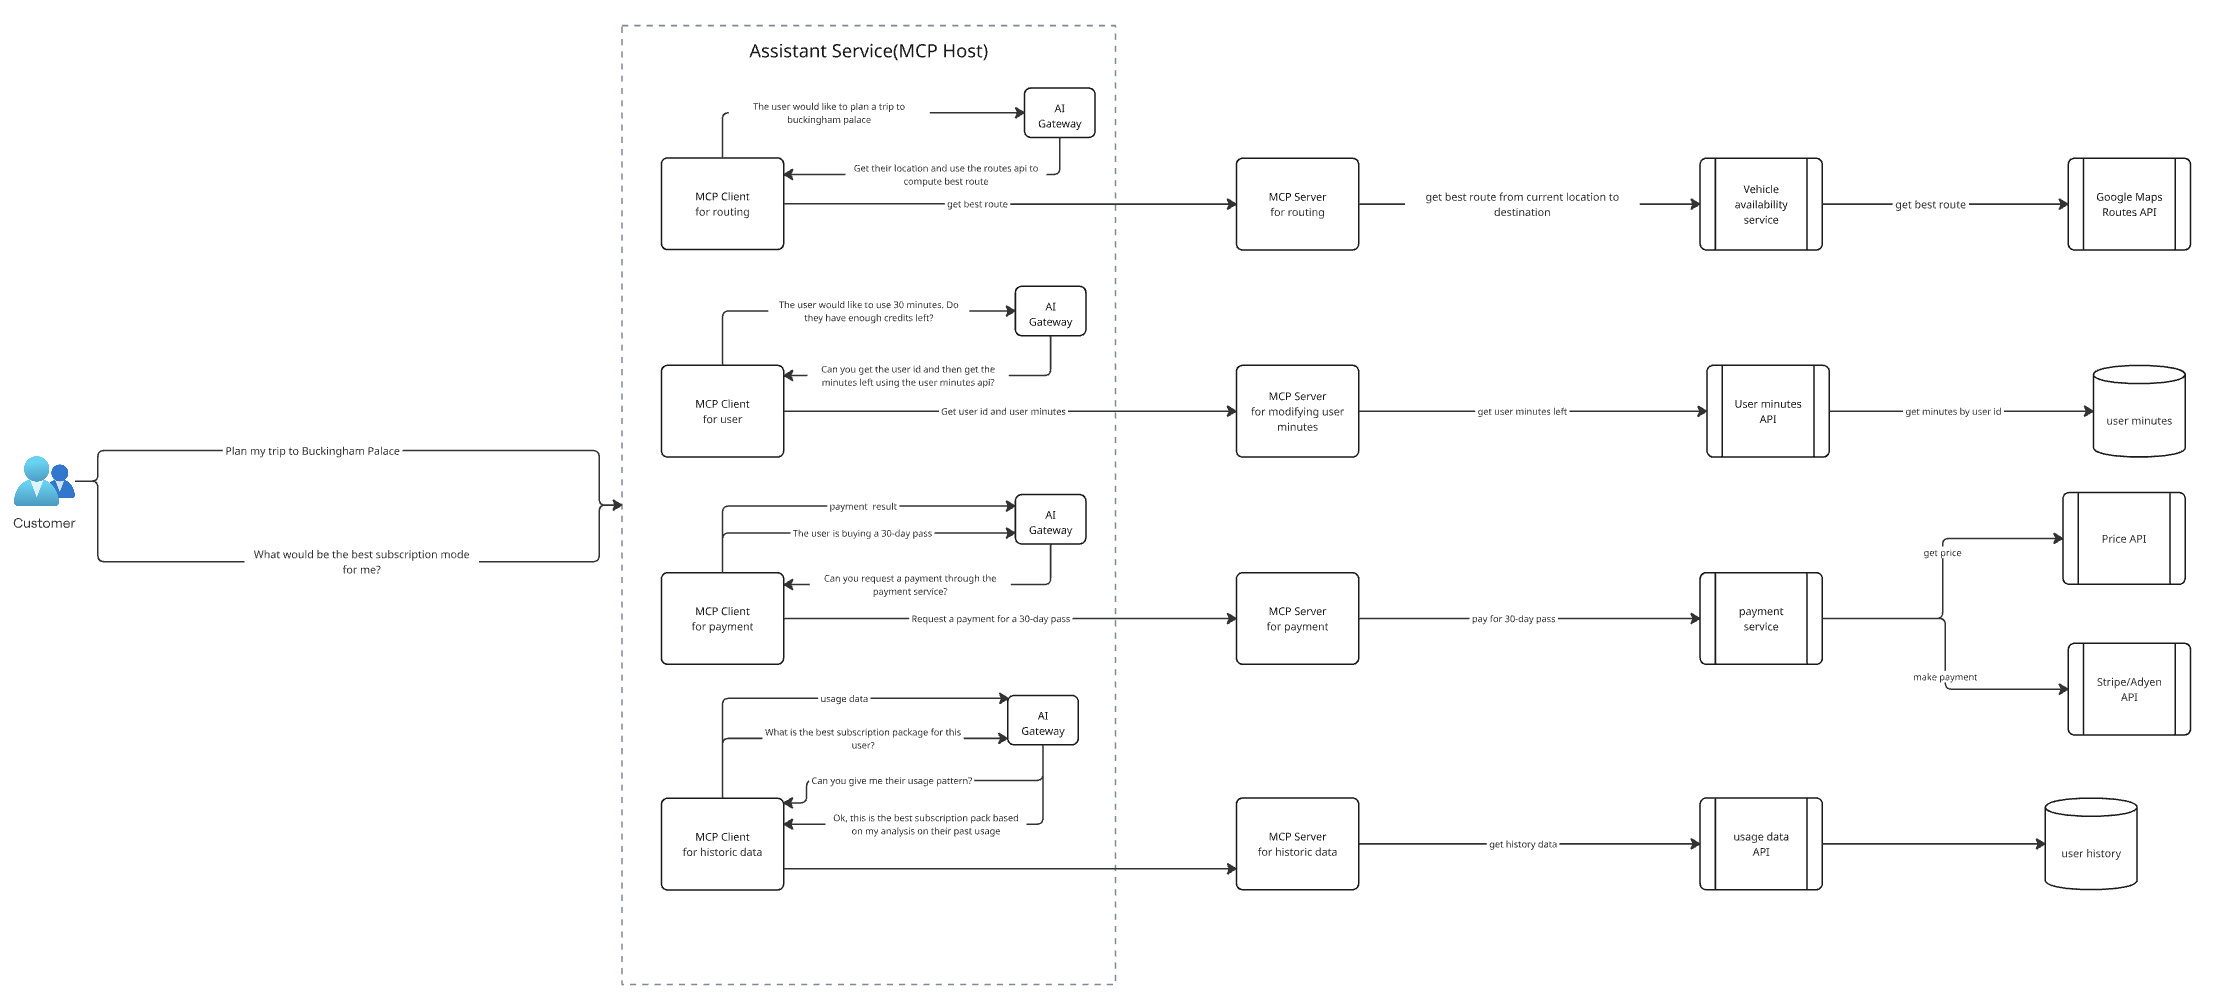 Assistant Service(MCP Host)
The user would like to plan a trip to
buckingham palace
AI
Gateway
Get their location and use the routes api to
compute best route
MCP Client
for routing
get best route
MCP Server
for routing
get best route from current location to
destination
Vehicle
availability
service
get best route
Google Maps
Routes API
The user would like to use 30 minutes. Do
they have enough credits left?
AI
Gateway
Can you get the user id and then get the
minutes left using the user minutes api?
MCP Client
for user
Get user id and user minutes
MCP Server
for modifying user
minutes
get user minutes left
User minutes
API
get minutes by user id
user minutes
Plan my trip to Buckingham Palace
Customer
What would be the best subscription mode
for me?
payment result
The user is buying a 30-day pass
AI
Gateway
Can you request a payment through the
payment service?
MCP Client
for payment
Request a payment for a 30-day pass
MCP Server
for payment
pay for 30-day pass
payment
service
get price
Price API
make payment
Stripe/Adyen
API
usage data
What is the best subscription package for this
user?
AI
Gateway
Can you give me their usage pattern?
Ok, this is the best subscription pack based
on my analysis on their past usage
MCP Client
for historic data
MCP Server
for historic data
get history data
usage data
API
user history